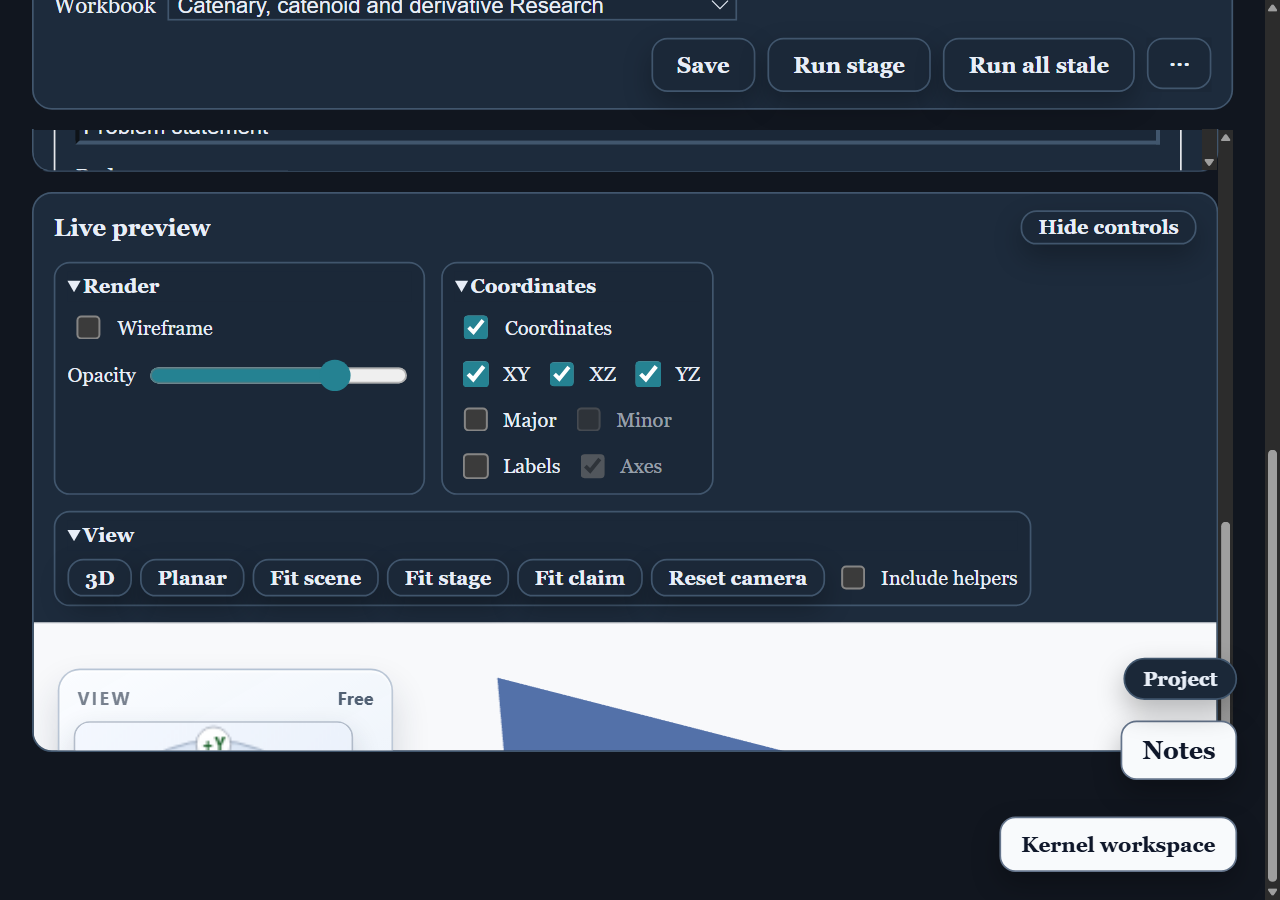 Workbook Catenary, catenoid and derivative Research
Save Run stage Run all stale ···
Problem statement
Live preview Hide controls
▼Render
Wireframe
Opacity
▼Coordinates
Coordinates
XY XZ YZ
Major Minor
Labels Axes
▼View
3D Planar Fit scene Fit stage Fit claim Reset camera Include helpers
VIEW Free
+Y
Project
Notes
Kernel workspace